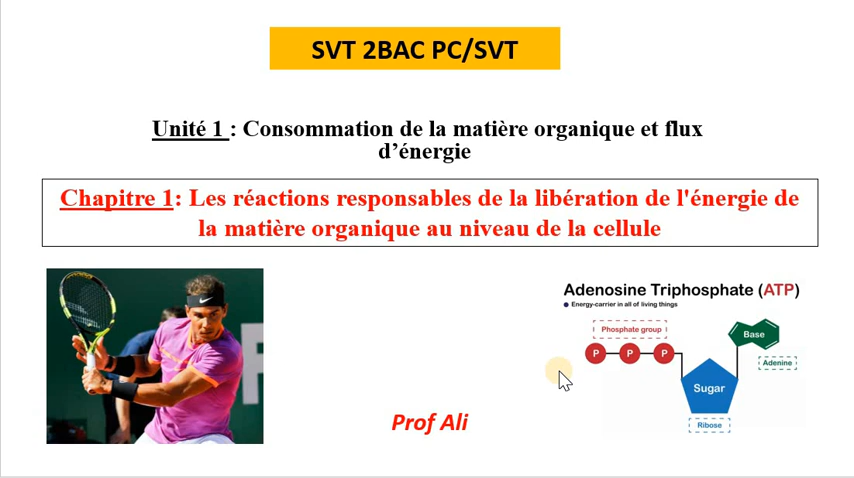 SVT 2BAC PC/SVT
Unité 1 : Consommation de la matière organique et flux
d'énergie
Chapitre 1: Les réactions responsables de la libération de l'énergie de
la matière organique au niveau de la cellule
Adenosine Triphosphate (ATP)
Energy-carrier in all of living things
Phosphate group
P P P
Base
Adenine
Sugar
Ribose
Prof Ali